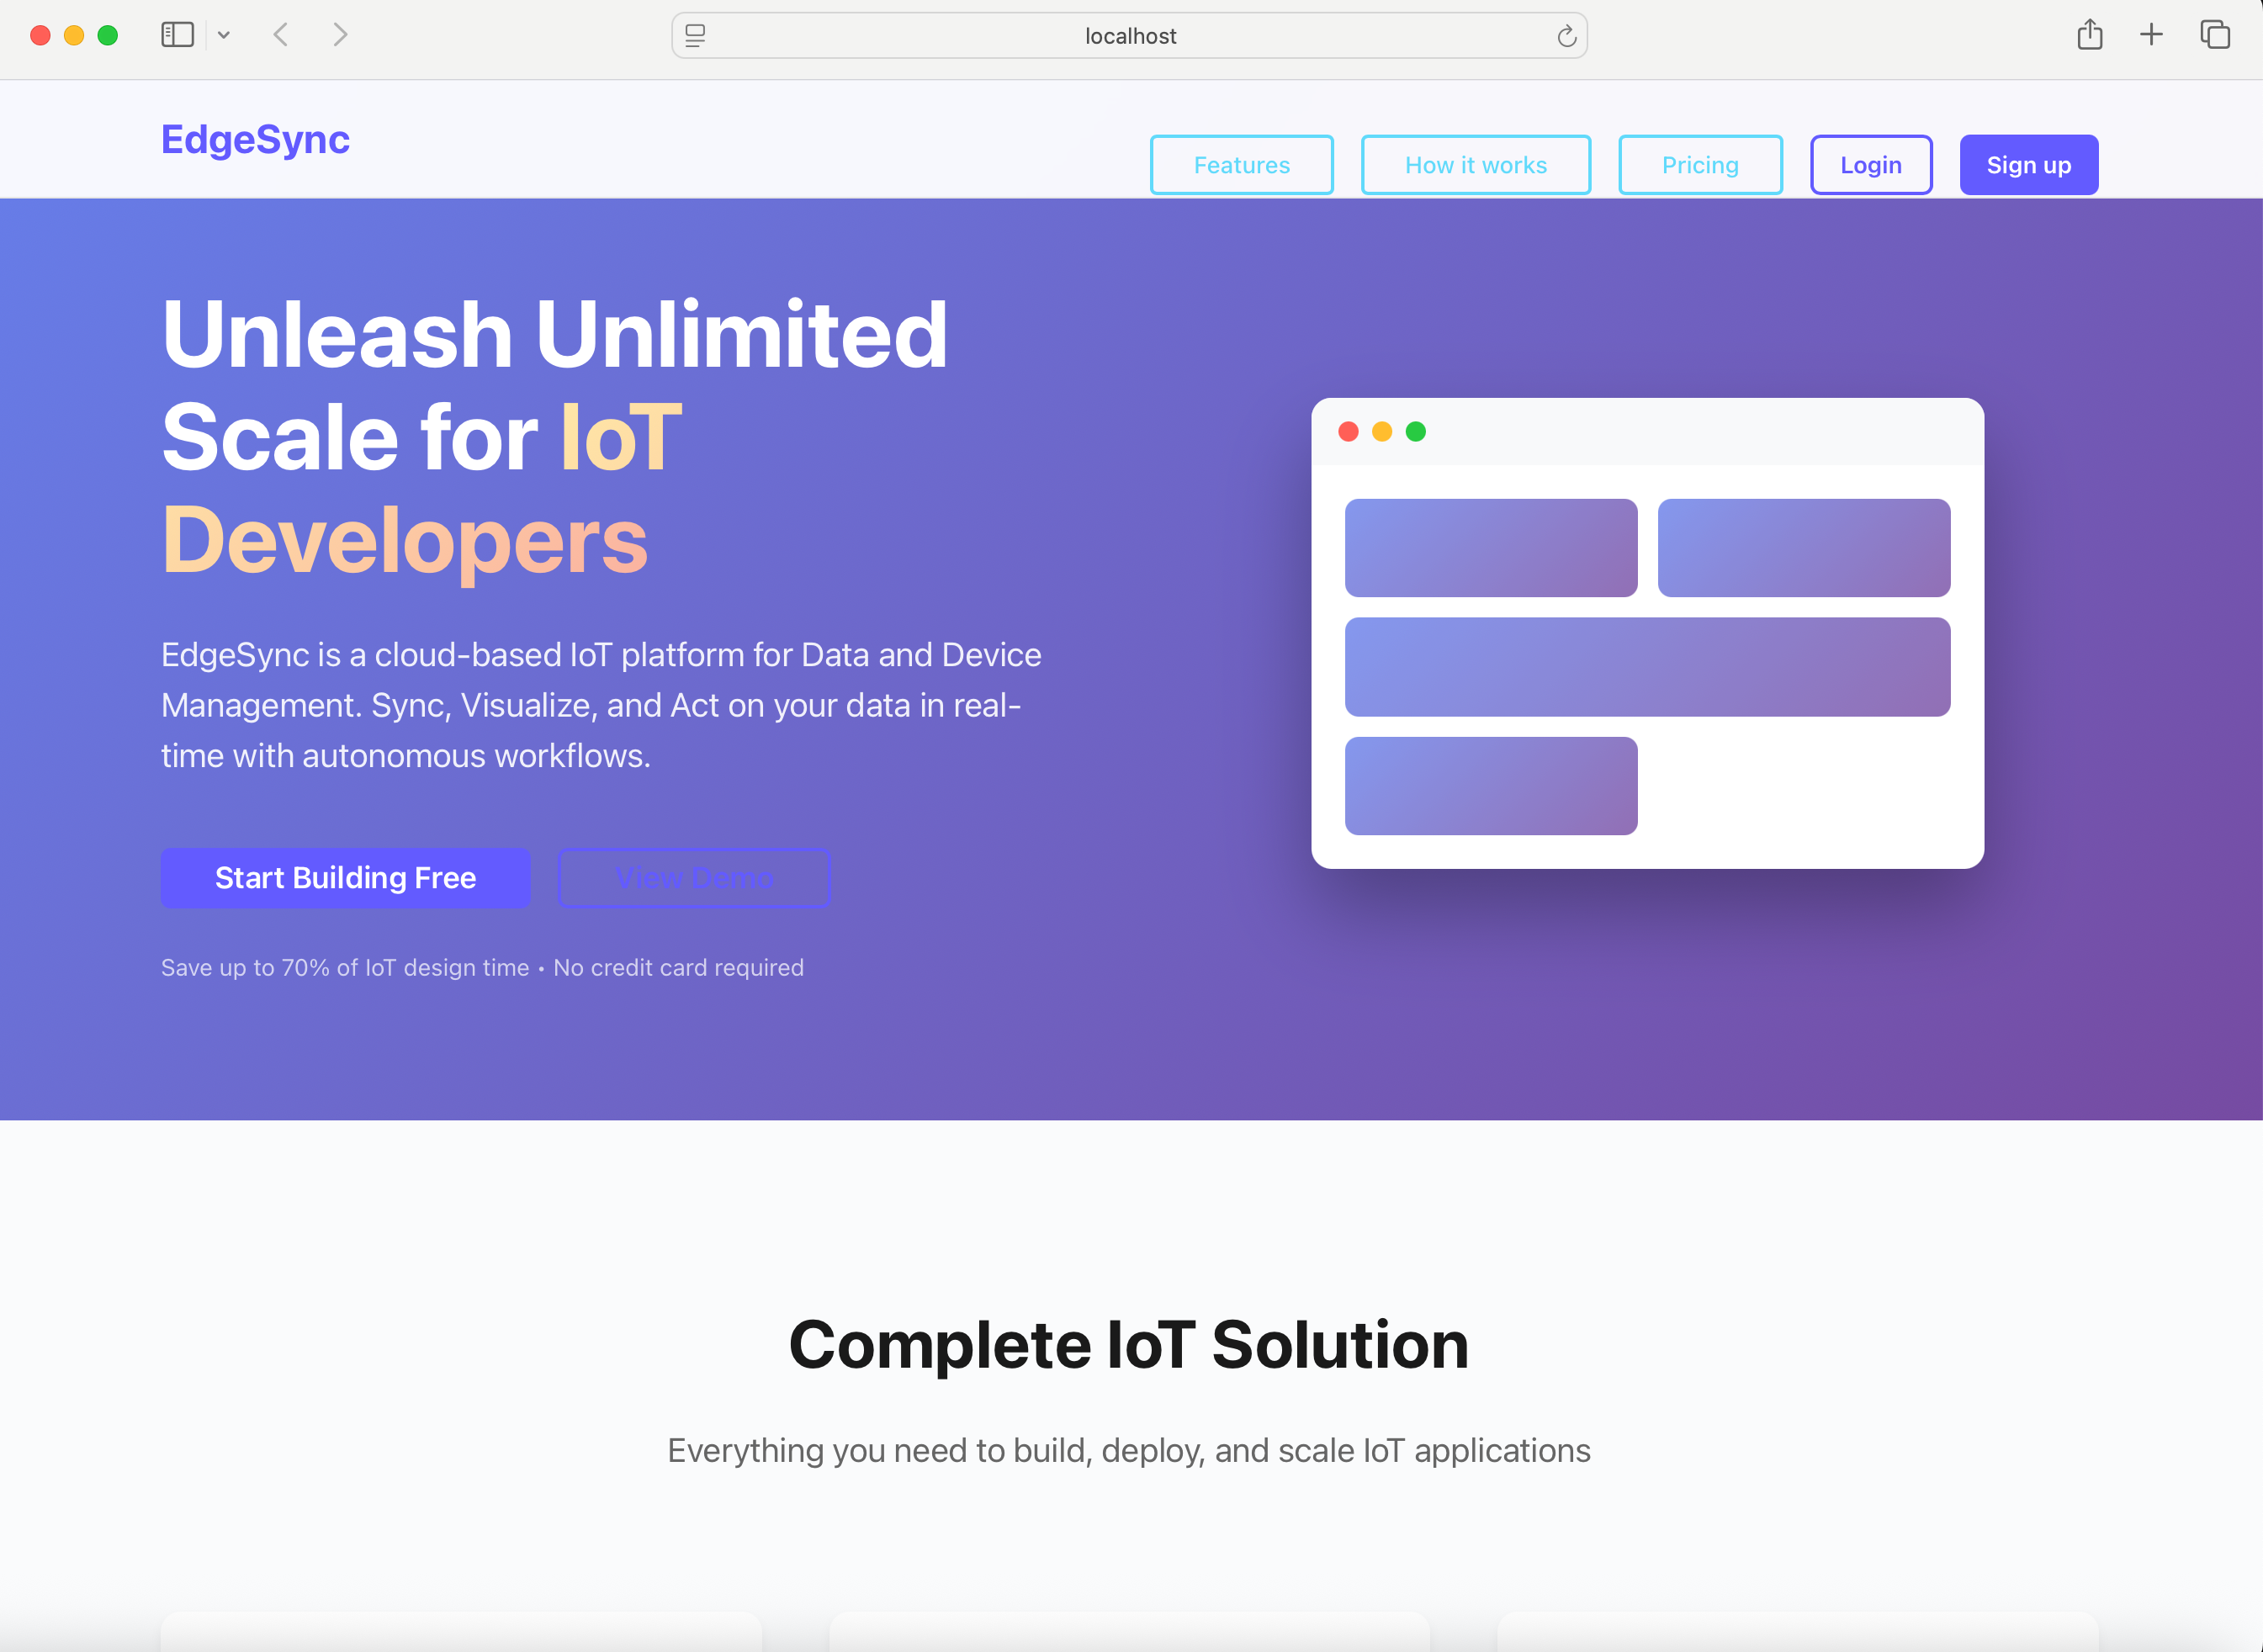 localhost
EdgeSync
Features
How it works
Pricing
Login
Sign up
Unleash Unlimited
Scale for IoT
Developers
EdgeSync is a cloud-based IoT platform for Data and Device
Management. Sync, Visualize, and Act on your data in real-
time with autonomous workflows.
Start Building Free
View Demo
Save up to 70% of IoT design time • No credit card required
Complete IoT Solution
Everything you need to build, deploy, and scale IoT applications